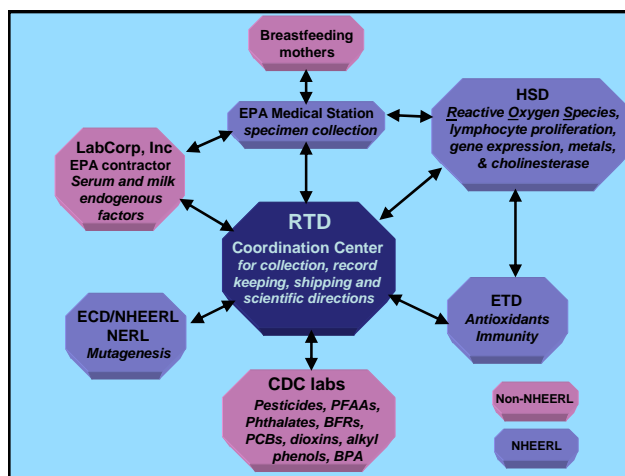 Breastfeeding
mothers
EPA Medical Station
specimen collection
HSD
Reactive Oxygen Species,
lymphocyte proliferation,
gene expression, metals,
& cholinesterase
LabCorp, Inc
EPA contractor
Serum and milk
endogenous
factors
RTD
Coordination Center
for collection, record
keeping, shipping and
scientific directions
ECD/NHEERL
NERL
Mutagenesis
ETD
Antioxidants
Immunity
CDC labs
Pesticides, PFAAs,
Phthalates, BFRs,
PCBs, dioxins, alkyl
phenols, BPA
Non-NHEERL
NHEERL